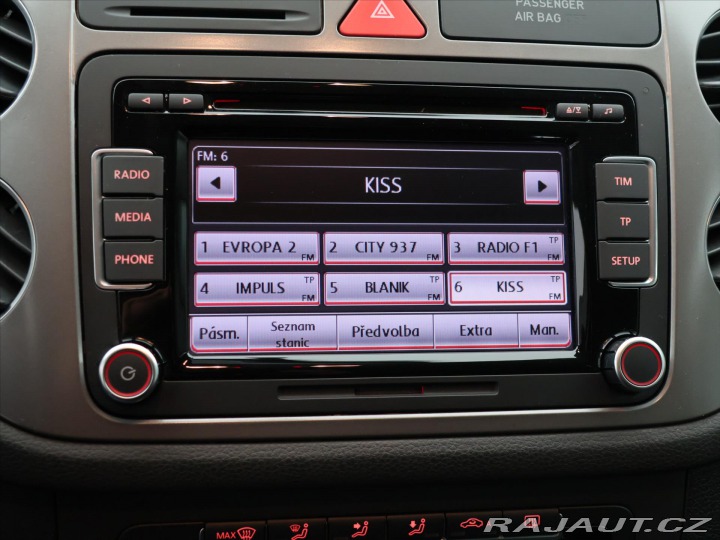 PASSENGER
AIR BAG
FM: 6
KISS
RADIO
MEDIA
PHONE
TIM
TP
SETUP
1 EVROPA 2 FM
2 CITY 937 FM
3 RADIO F1 TP FM
4 IMPULS TP FM
5 BLANIK TP FM
6 KISS TP FM
Pásm.
Seznam
stanic
Předvolba
Extra
Man.
MAX
RAJAUT.CZ